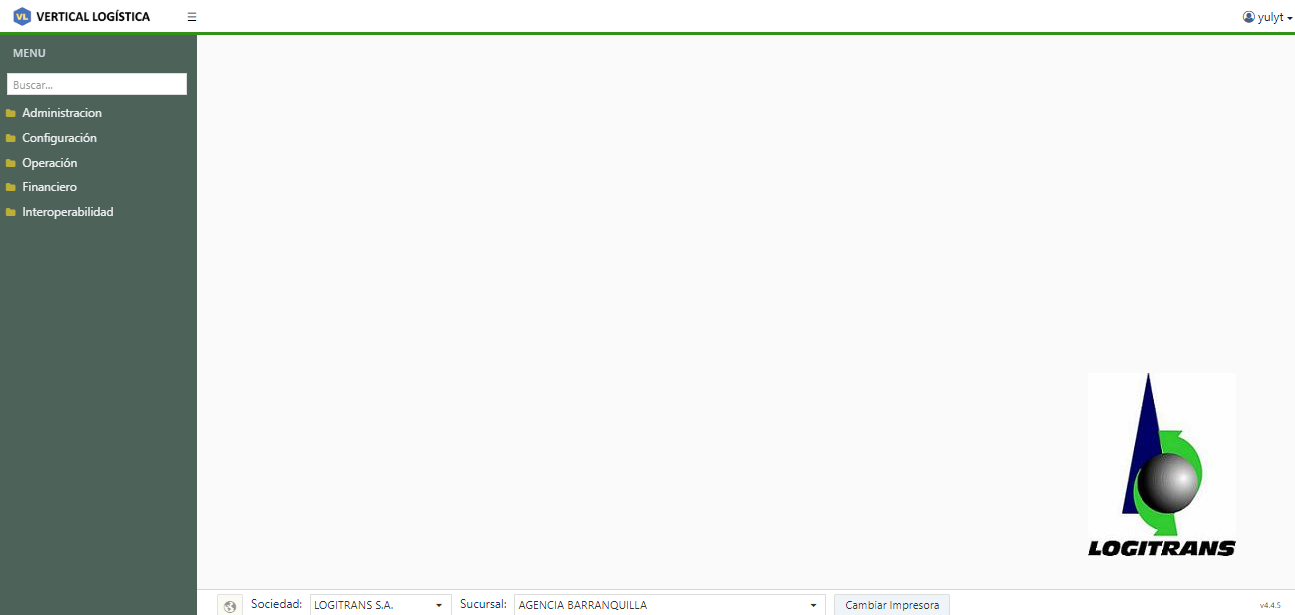 VL VERTICAL LOGÍSTICA
yulyt
MENU
Buscar...
Administracion
Configuración
Operación
Financiero
Interoperabilidad
LOGITRANS
Sociedad: LOGITRANS S.A. Sucursal: AGENCIA BARRANQUILLA Cambiar Impresora v4.4.5